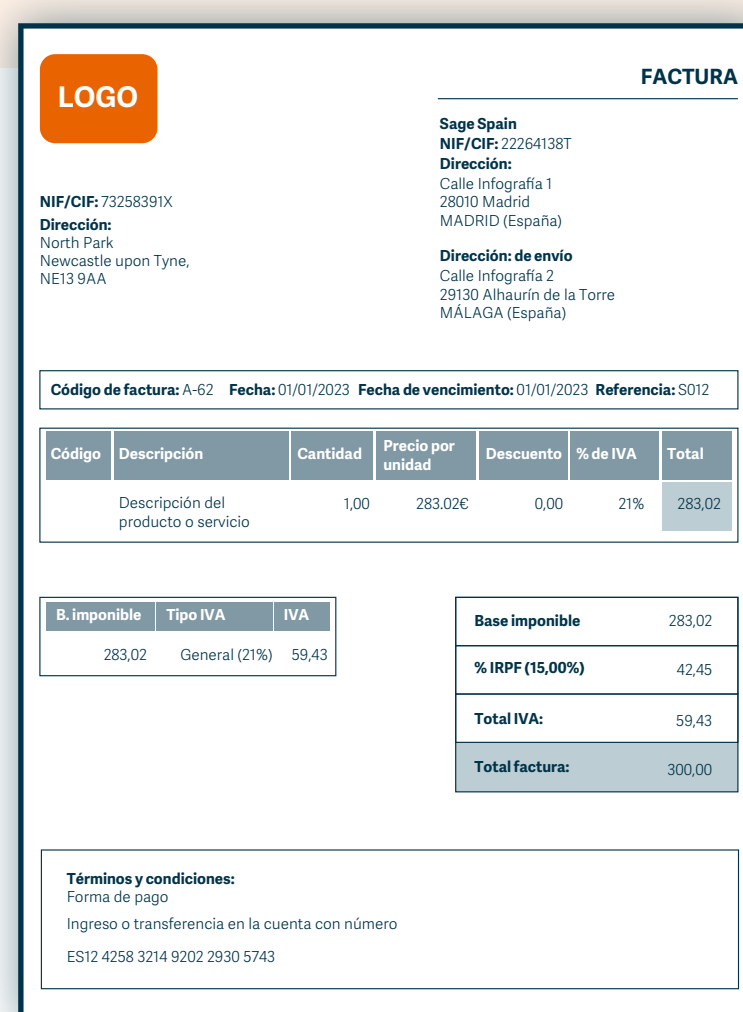 LOGO
FACTURA
NIF/CIF: 73258391X
Dirección:
North Park
Newcastle upon Tyne,
NE13 9AA
Sage Spain
NIF/CIF: 22264138T
Dirección:
Calle Infografía 1
28010 Madrid
MADRID (España)
Dirección: de envío
Calle Infografía 2
29130 Alhaurín de la Torre
MÁLAGA (España)
Código de factura: A-62 Fecha: 01/01/2023 Fecha de vencimiento: 01/01/2023 Referencia: S012
Código Descripción Cantidad Precio por unidad Descuento % de IVA Total
Descripción del 1,00 283.02€ 0,00 21% 283,02
producto o servicio
B. imponible Tipo IVA IVA
283,02 General (21%) 59,43
Base imponible 283,02
% IRPF (15,00%) 42,45
Total IVA: 59,43
Total factura: 300,00
Términos y condiciones:
Forma de pago
Ingreso o transferencia en la cuenta con número
ES12 4258 3214 9202 2930 5743